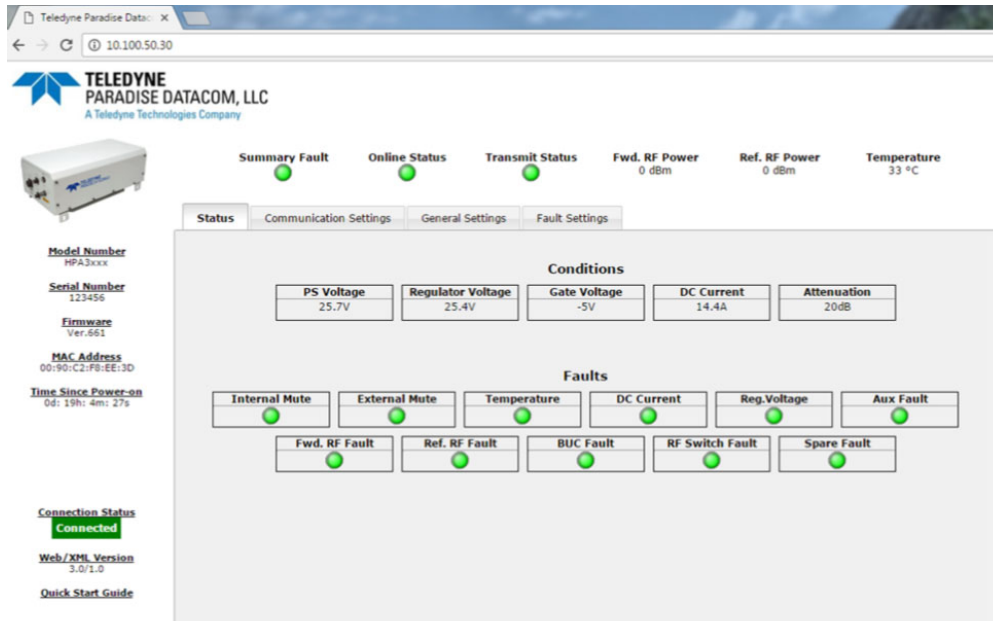 Teledyne Paradise Datac
10.100.50.30
TELEDYNE
PARADISE DATACOM, LLC
A Teledyne Technologies Company
Summary Fault Online Status Transmit Status Fwd. RF Power Ref. RF Power Temperature
0 dBm 0 dBm 33 °C
TELEDYNE
Status Communication Settings General Settings Fault Settings
Model Number
HPA3xxx
Serial Number
123456
Firmware
Ver.661
MAC Address
00:90:C2:F8:EE:3D
Time Since Power-on
0d: 19h: 4m: 27s
Conditions
PS Voltage Regulator Voltage Gate Voltage DC Current Attenuation
25.7V 25.4V -5V 14.4A 20dB
Faults
Internal Mute External Mute Temperature DC Current Reg.Voltage Aux Fault
Fwd. RF Fault Ref. RF Fault BUC Fault RF Switch Fault Spare Fault
Connection Status
Connected
Web/XML Version
3.0/1.0
Quick Start Guide